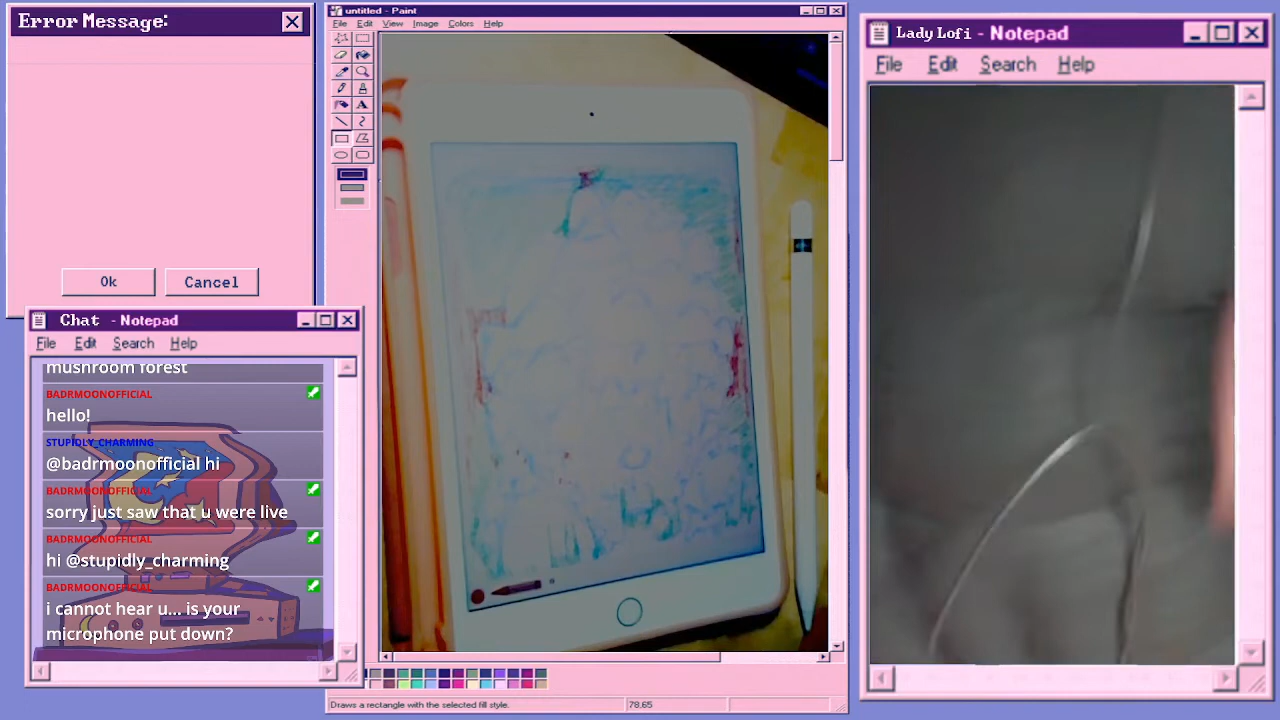 Error Message:
Ok
Cancel
Chat - Notepad
File Edit Search Help
mushroom forest
BADRMOONOFFICIAL
hello!
STUPIDLY_CHARMING
@badrmoonofficial hi
BADRMOONOFFICIAL
sorry just saw that u were live
BADRMOONOFFICIAL
hi @stupidly_charming
BADRMOONOFFICIAL
i cannot hear u... is your
microphone put down?
untitled - Paint
File Edit View Image Colors Help
A
Draws a rectangle with the selected fill style.
78.65
Lady Lofi - Notepad
File Edit Search Help